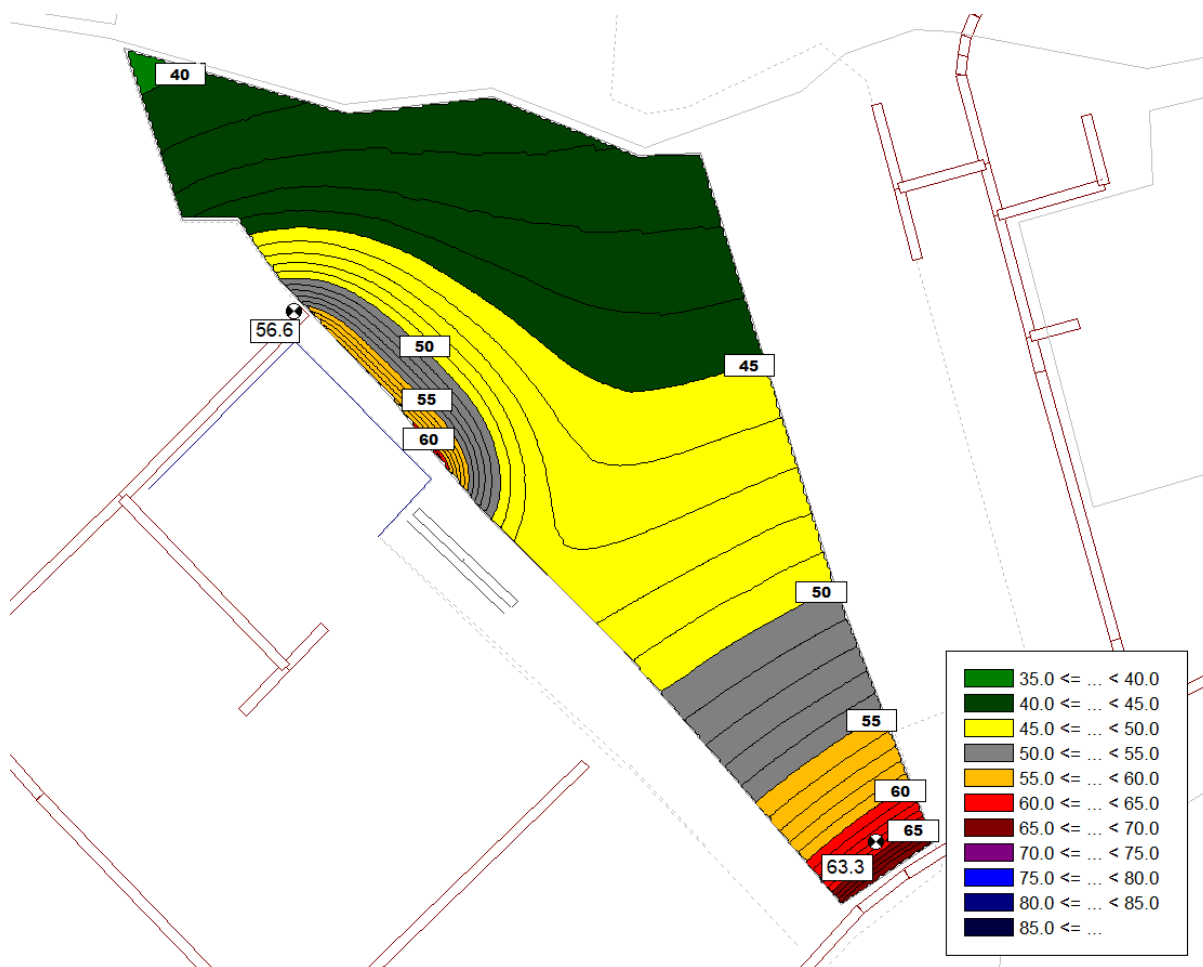 40
56.6
50
45
55
60
50
55
60
65
63.3
35.0 <= ... < 40.0
40.0 <= ... < 45.0
45.0 <= ... < 50.0
50.0 <= ... < 55.0
55.0 <= ... < 60.0
60.0 <= ... < 65.0
65.0 <= ... < 70.0
70.0 <= ... < 75.0
75.0 <= ... < 80.0
80.0 <= ... < 85.0
85.0 <= ...